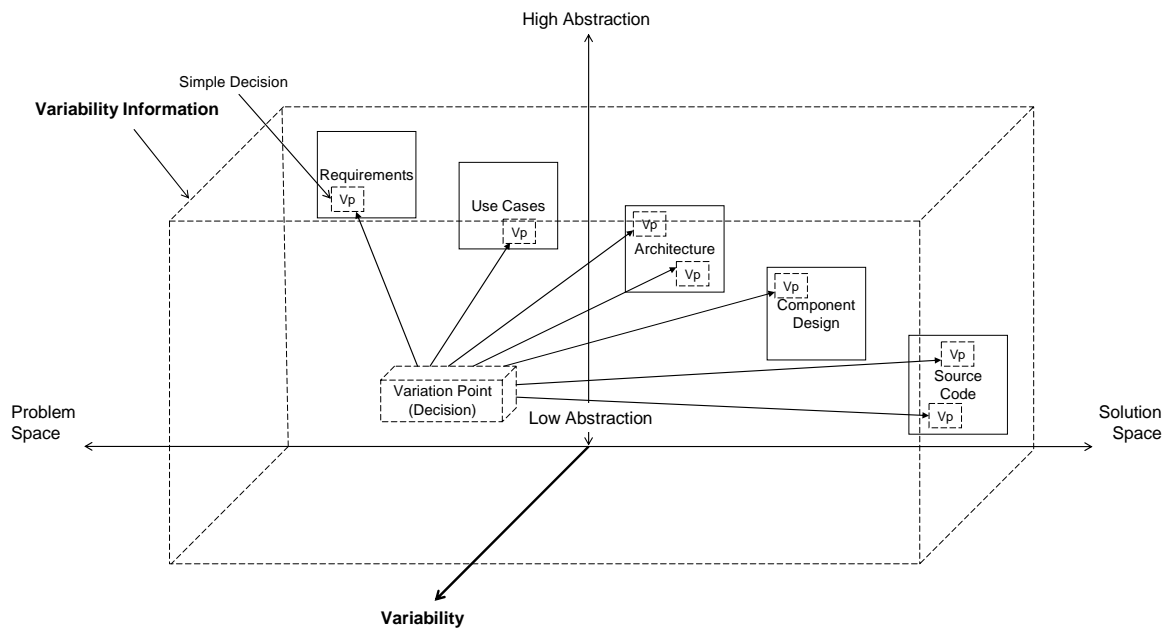 High Abstraction
Simple Decision
Variability Information
Requirements
Vp
Use Cases
Vp
Vp
Architecture
Vp
Vp
Component
Design
Vp
Source
Code
Vp
Variation Point
(Decision)
Low Abstraction
Problem
Space
Solution
Space
Variability